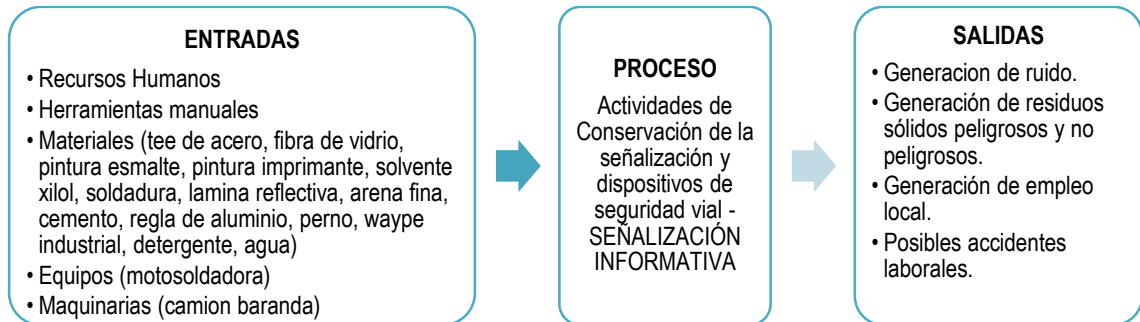 ENTRADAS
• Recursos Humanos
• Herramientas manuales
• Materiales (tee de acero, fibra de vidrio,
pintura esmalte, pintura imprimante, solvente
xilol, soldadura, lamina reflectiva, arena fina,
cemento, regla de aluminio, perno, waype
industrial, detergente, agua)
• Equipos (motosoldadora)
• Maquinarias (camion baranda)
PROCESO
Actividades de
Conservación de la
señalización y
dispositivos de
seguridad vial -
SEÑALIZACIÓN
INFORMATIVA
SALIDAS
• Generacion de ruido.
• Generación de residuos
sólidos peligrosos y no
peligrosos.
• Generación de empleo
local.
• Posibles accidentes
laborales.